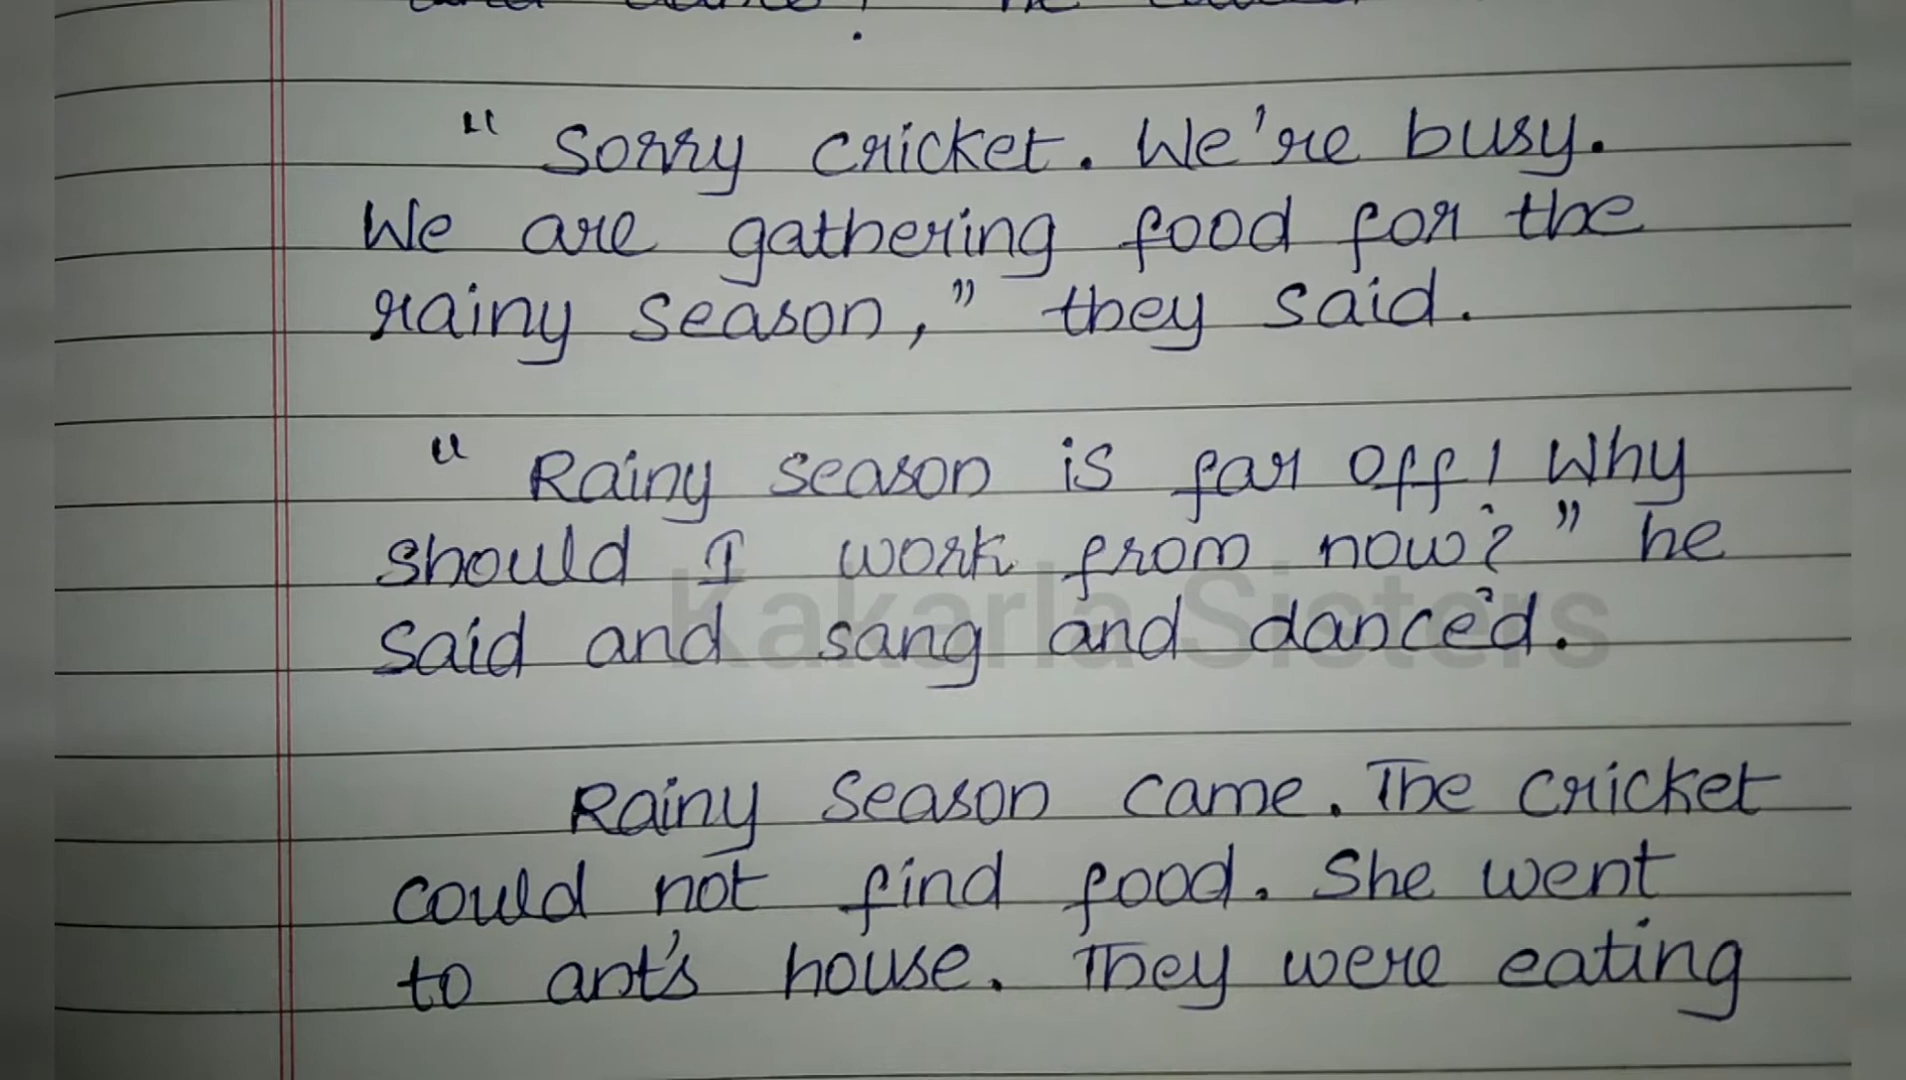 "Sorry cricket. We're busy.
We are gathering food for the
rainy season," they said.
"Rainy season is far off! Why
should I work from now?" he
said and sang and danced.
Kakarla Sisters
Rainy season came. The cricket
could not find food. She went
to ant's house. They were eating